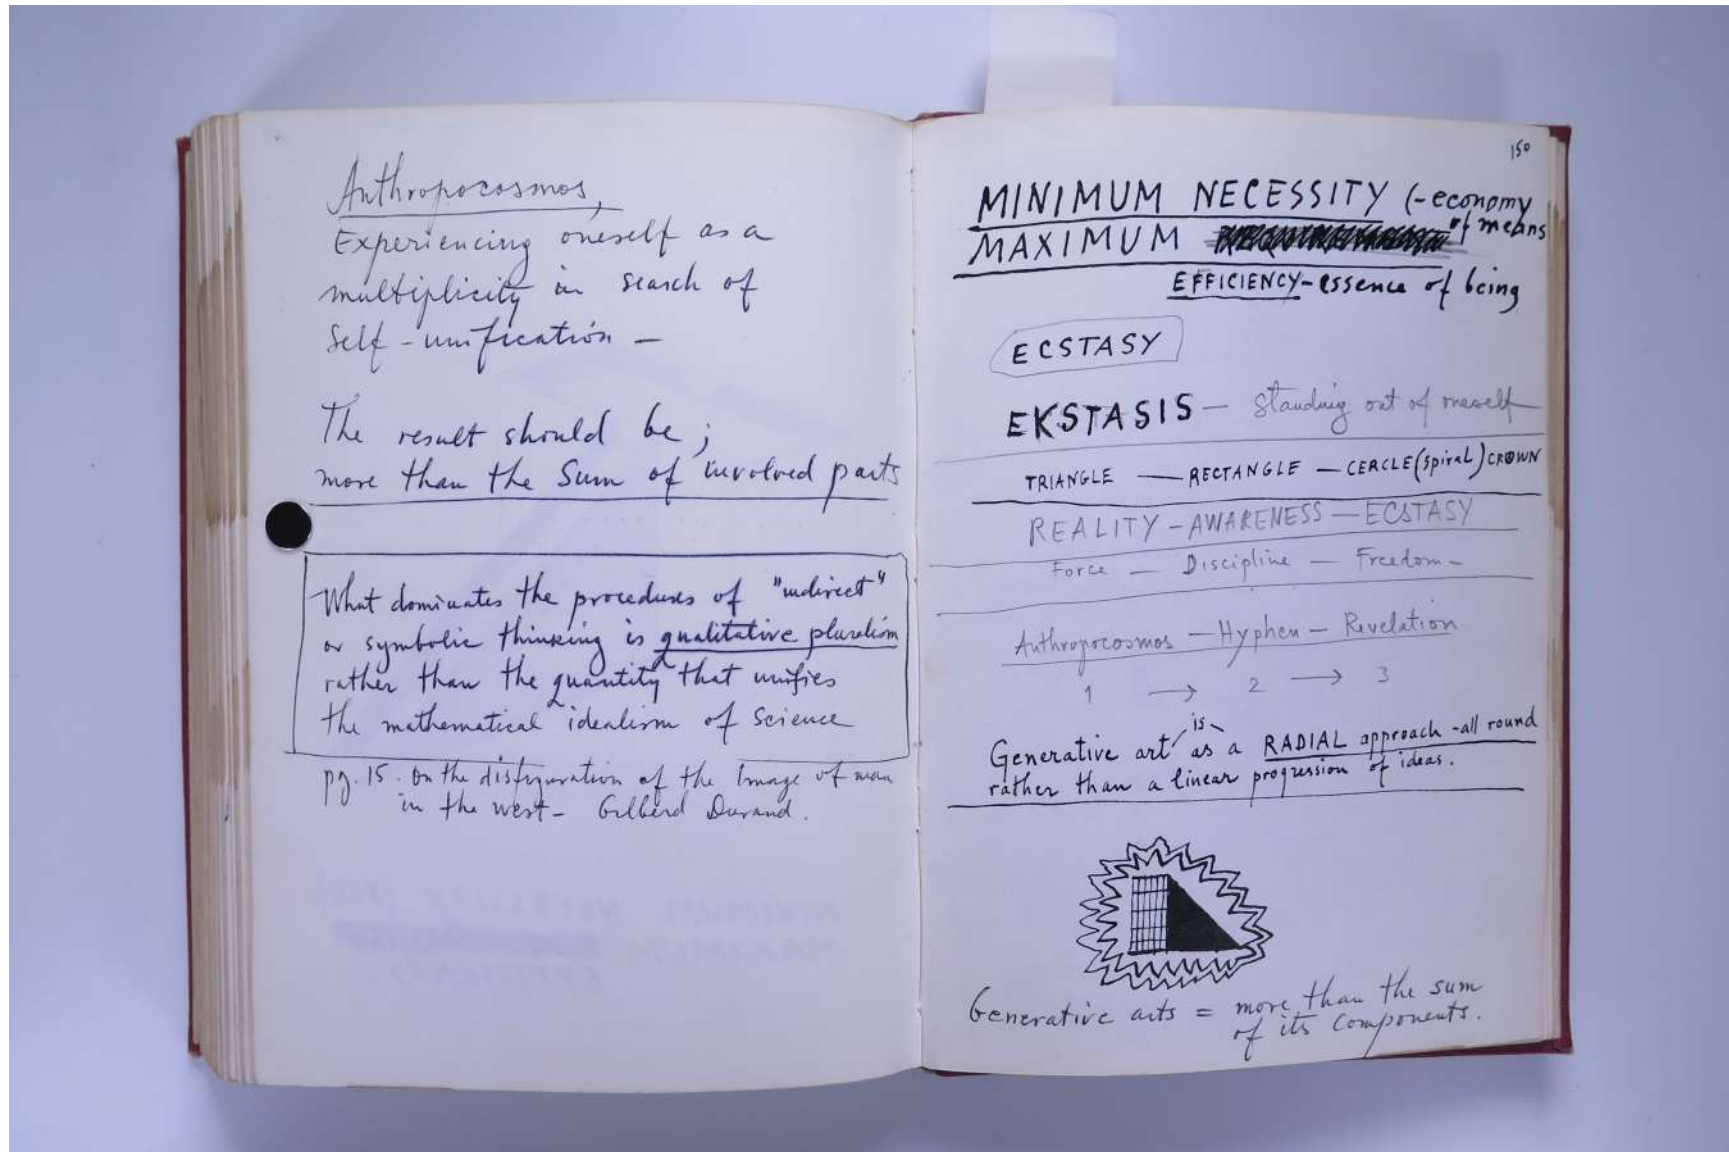 Anthropocosmos,
Experiencing oneself as a
multiplicity in search of
Self-unification —
The result should be;
more than the Sum of involved parts
What dominates the procedures of "indirect"
or symbolic thinking is qualitative pluralism
rather than the quantity that unifies
the mathematical idealism of Science
pg. 15. On the disfiguration of the Image of man
in the west - Gilberd Durand.
150
MINIMUM NECESSITY (-economy
of means
MAXIMUM
EFFICIENCY-essence of being
ECSTASY
EKSTASIS — Standing out of oneself
TRIANGLE — RECTANGLE — CERCLE (spiral) CROWN
REALITY — AWARENESS — ECSTASY
Force — Discipline — Freedom —
Anthropocosmos — Hyphen — Revelation
1 → 2 → 3
is
Generative art as a RADIAL approach - all round
rather than a linear progression of ideas.
Generative arts = more than the sum
of its components.